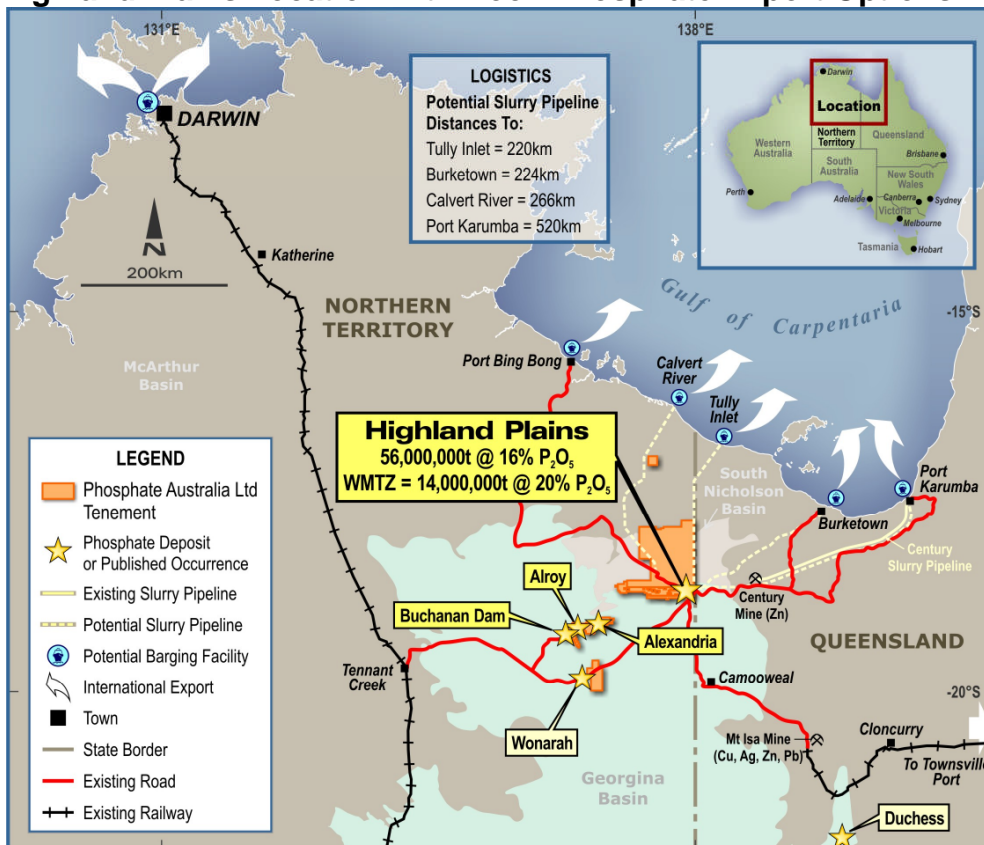 131°E
138°E
DARWIN
N
200km
Katherine
LOGISTICS
Potential Slurry Pipeline
Distances To:
Tully Inlet = 220km
Burketown = 224km
Calvert River = 266km
Port Karumba = 520km
Darwin
Location
Western
Australia
Northern
Territory
Queensland
South
Australia
Brisbane
New South
Wales
Perth
Adelaide
Canberra
Sydney
Victoria
Melbourne
Tasmania
Hobart
NORTHERN
TERRITORY
Gulf of Carpentaria
-15°S
McArthur
Basin
Port Bing Bong
Calvert
River
Tully
Inlet
Highland Plains
56,000,000t @ 16% P₂O₅
WMTZ = 14,000,000t @ 20% P₂O₅
South
Nicholson
Basin
Port
Karumba
Burketown
Century
Slurry Pipeline
Century
Mine (Zn)
LEGEND
Phosphate Australia Ltd
Tenement
Phosphate Deposit
or Published Occurrence
Existing Slurry Pipeline
Potential Slurry Pipeline
Potential Barging Facility
International Export
Town
State Border
Existing Road
Existing Railway
Alroy
Buchanan Dam
Alexandria
QUEENSLAND
Tennant
Creek
Camooweal
-20°S
Wonarah
Mt Isa Mine
(Cu, Ag, Zn, Pb)
Cloncurry
To Townsville
Port
Georgina
Basin
Duchess